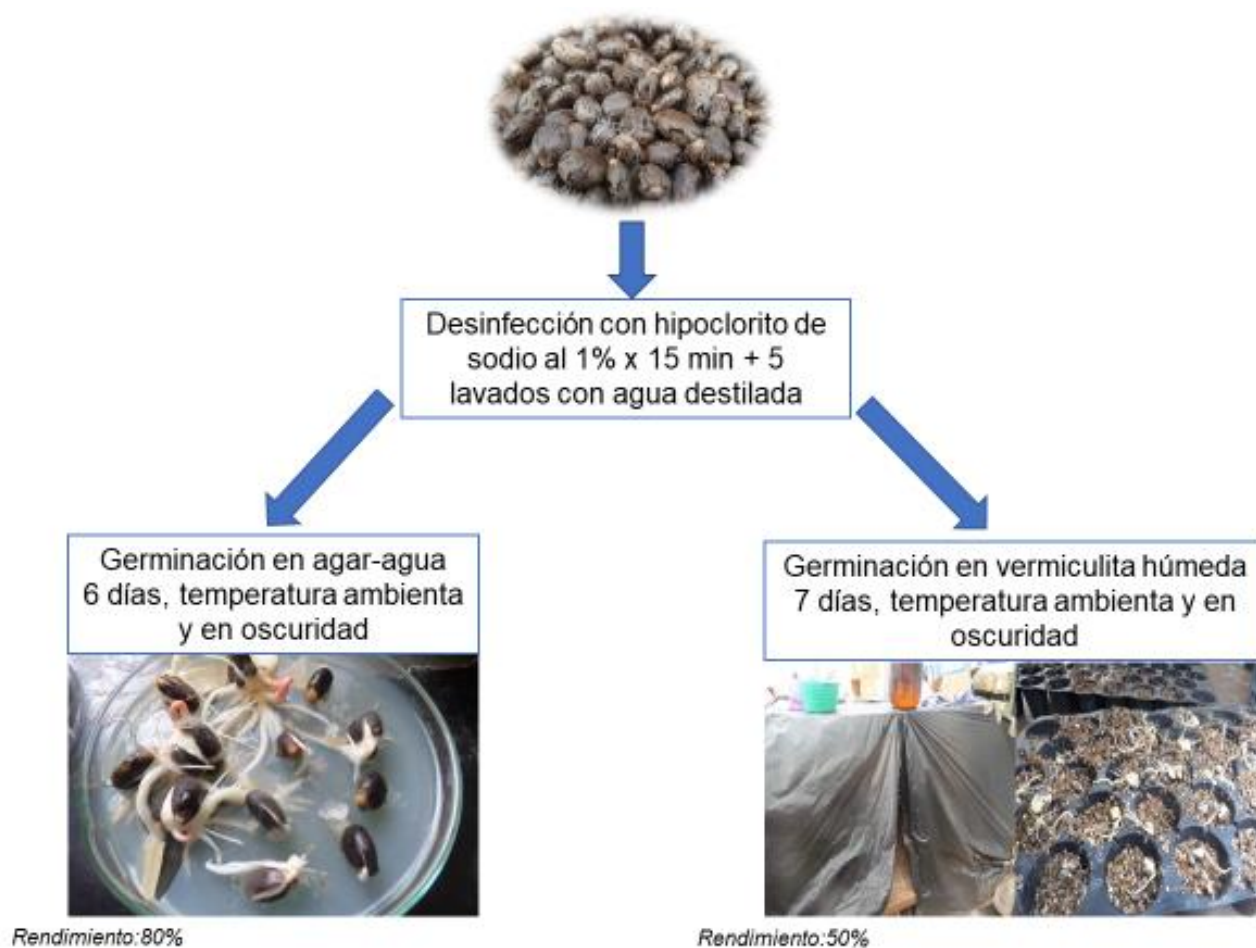 Desinfección con hipoclorito de
sodio al 1% x 15 min + 5
lavados con agua destilada
Germinación en agar-agua
6 días, temperatura ambienta
y en oscuridad
Germinación en vermiculita húmeda
7 días, temperatura ambienta y en
oscuridad
Rendimiento:80%
Rendimiento:50%